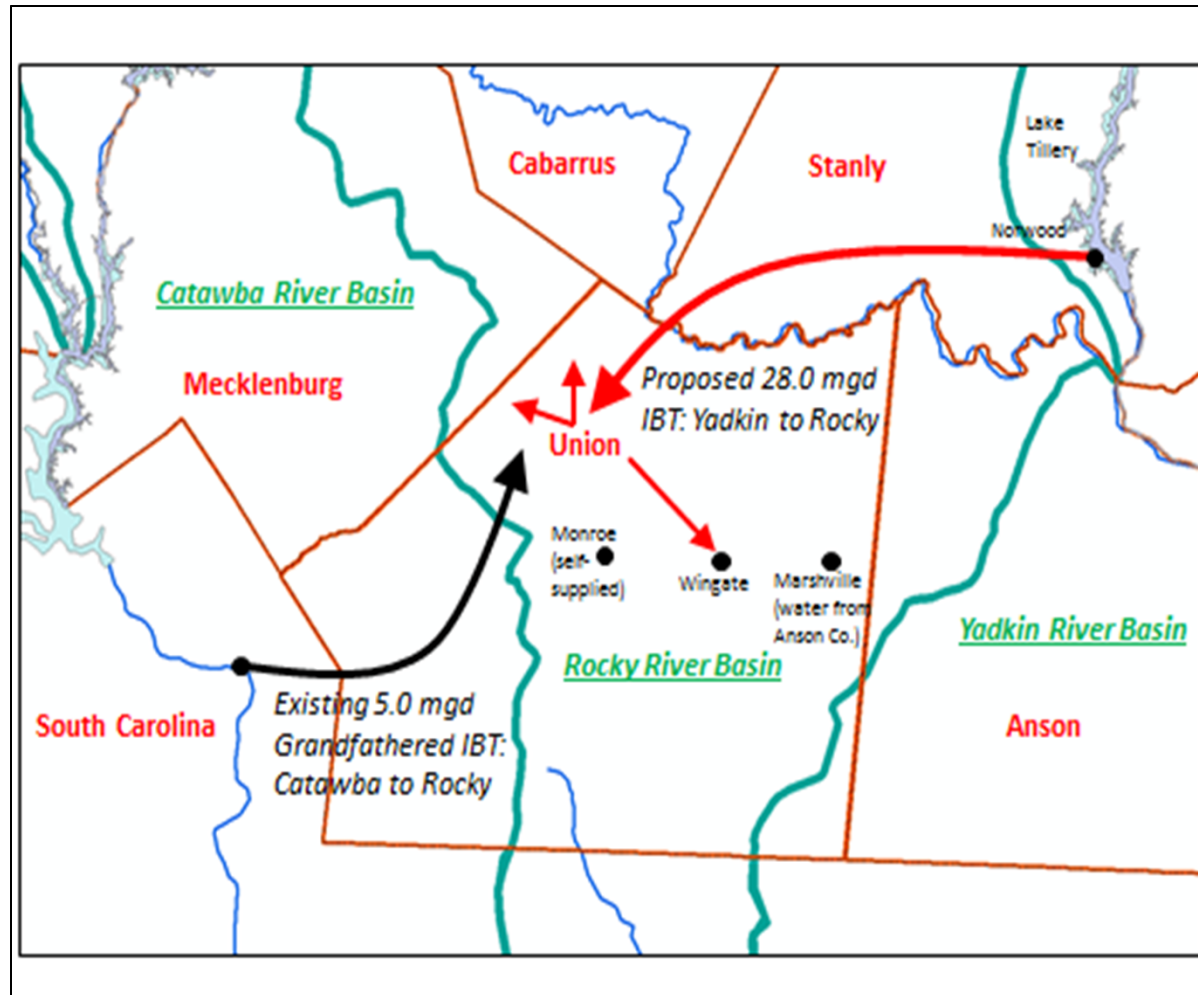 Lake
Tillery
Cabarrus
Stanly
Norwood
Catawba River Basin
Mecklenburg
Proposed 28.0 mgd
IBT: Yadkin to Rocky
Union
Monroe
(self-
supplied)
Wingate
Marshville
(water from
Anson Co.)
Yadkin River Basin
Rocky River Basin
South Carolina
Existing 5.0 mgd
Grandfathered IBT:
Catawba to Rocky
Anson